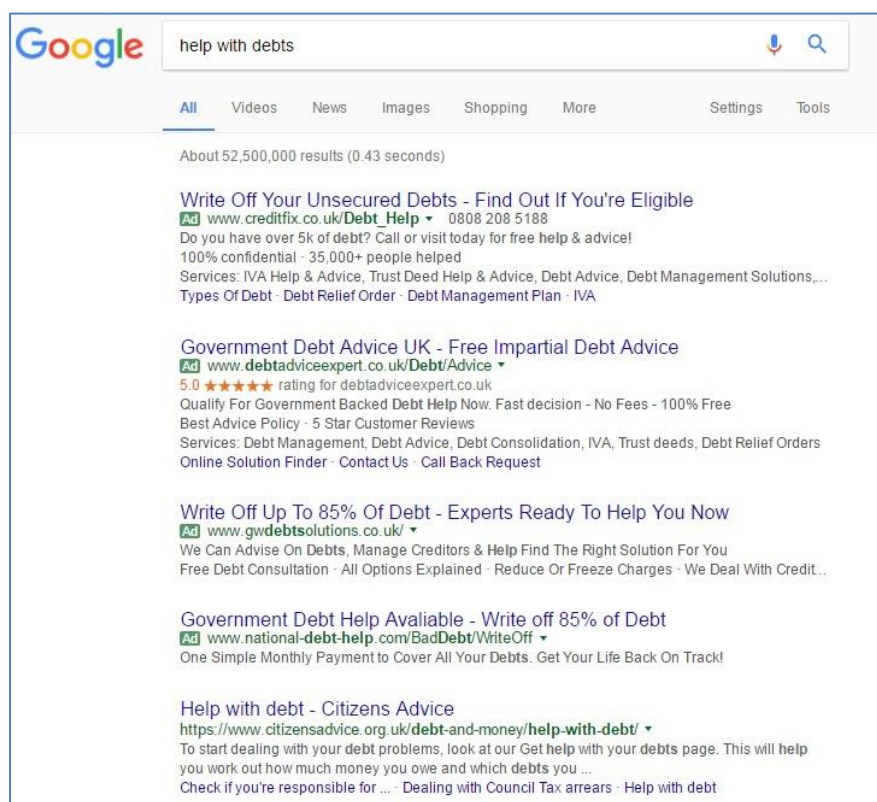 Google
help with debts
All Videos News Images Shopping More Settings Tools
About 52,500,000 results (0.43 seconds)
Write Off Your Unsecured Debts - Find Out If You're Eligible
Ad www.creditfix.co.uk/Debt_Help 0808 208 5188
Do you have over 5k of debt? Call or visit today for free help & advice!
100% confidential · 35,000+ people helped
Services: IVA Help & Advice, Trust Deed Help & Advice, Debt Advice, Debt Management Solutions,...
Types Of Debt · Debt Relief Order · Debt Management Plan · IVA
Government Debt Advice UK - Free Impartial Debt Advice
Ad www.debtadviceexpert.co.uk/Debt/Advice
5.0 ★★★★★ rating for debtadviceexpert.co.uk
Qualify For Government Backed Debt Help Now. Fast decision - No Fees - 100% Free
Best Advice Policy · 5 Star Customer Reviews
Services: Debt Management, Debt Advice, Debt Consolidation, IVA, Trust deeds, Debt Relief Orders
Online Solution Finder · Contact Us · Call Back Request
Write Off Up To 85% Of Debt - Experts Ready To Help You Now
Ad www.gwdebtsolutions.co.uk/
We Can Advise On Debts, Manage Creditors & Help Find The Right Solution For You
Free Debt Consultation · All Options Explained · Reduce Or Freeze Charges · We Deal With Credit...
Government Debt Help Avaliable - Write off 85% of Debt
Ad www.national-debt-help.com/BadDebt/WriteOff
One Simple Monthly Payment to Cover All Your Debts. Get Your Life Back On Track!
Help with debt - Citizens Advice
https://www.citizensadvice.org.uk/debt-and-money/help-with-debt/
To start dealing with your debt problems, look at our Get help with your debts page. This will help
you work out how much money you owe and which debts you ...
Check if you're responsible for ... · Dealing with Council Tax arrears · Help with debt